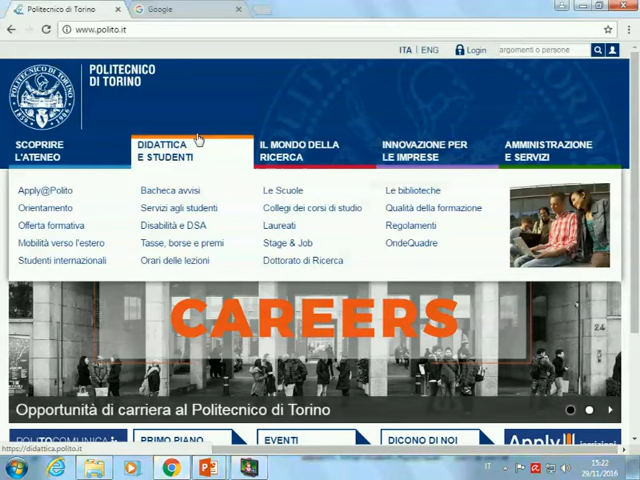 Politecnico di Torino
Google
www.polito.it
ITA | ENG
Login
argomenti o persone
POLITECNICO
DI TORINO
SCOPRIRE
L'ATENEO
DIDATTICA
E STUDENTI
IL MONDO DELLA
RICERCA
INNOVAZIONE PER
LE IMPRESE
AMMINISTRAZIONE
E SERVIZI
Apply@Polito
Orientamento
Offerta formativa
Mobilità verso l'estero
Studenti internazionali
Bacheca avvisi
Servizi agli studenti
Disabilità e DSA
Tasse, borse e premi
Orari delle lezioni
Le Scuole
Collegi dei corsi di studio
Laureati
Stage & Job
Dottorato di Ricerca
Le biblioteche
Qualità della formazione
Regolamenti
OndeQuadre
CAREERS
24
Opportunità di carriera al Politecnico di Torino
POLITOCOMUNICA.it
PRIMO PIANO
EVENTI
DICONO DI NOI
Apply iscrizioni
https://didattica.polito.it
IT
15:22
29/11/2016